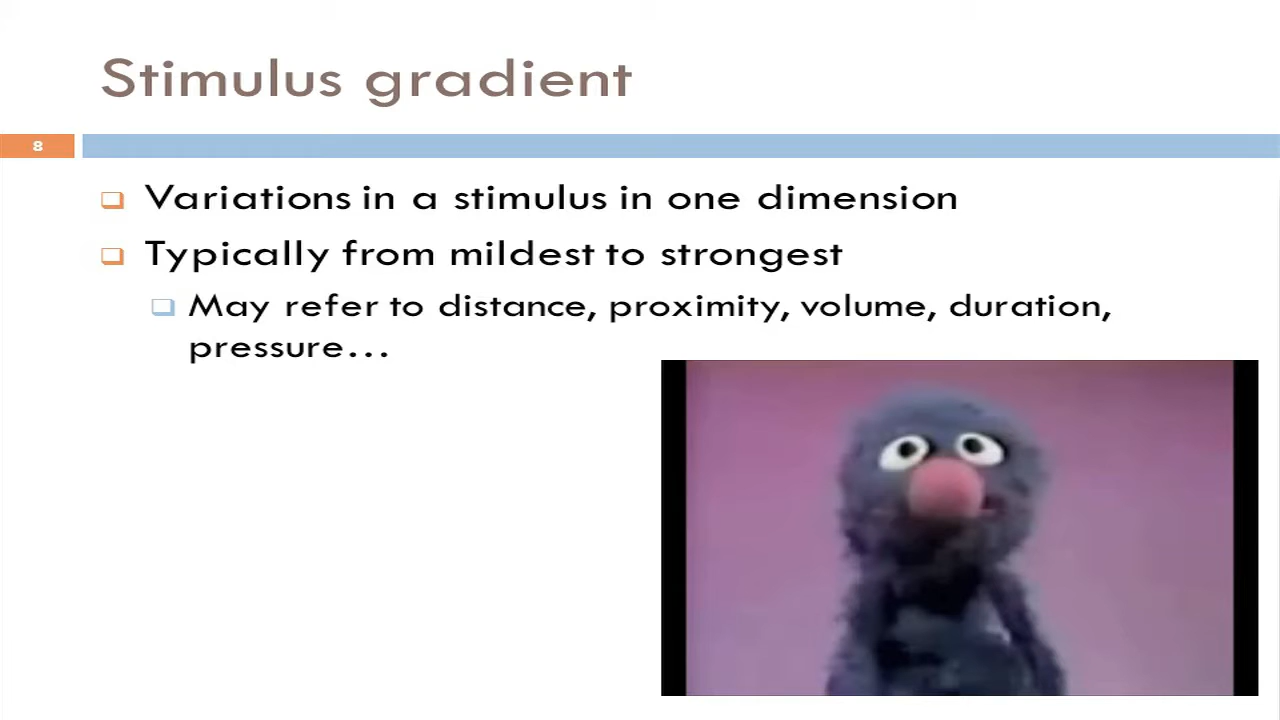 Stimulus gradient
8
Variations in a stimulus in one dimension
Typically from mildest to strongest
May refer to distance, proximity, volume, duration,
pressure…